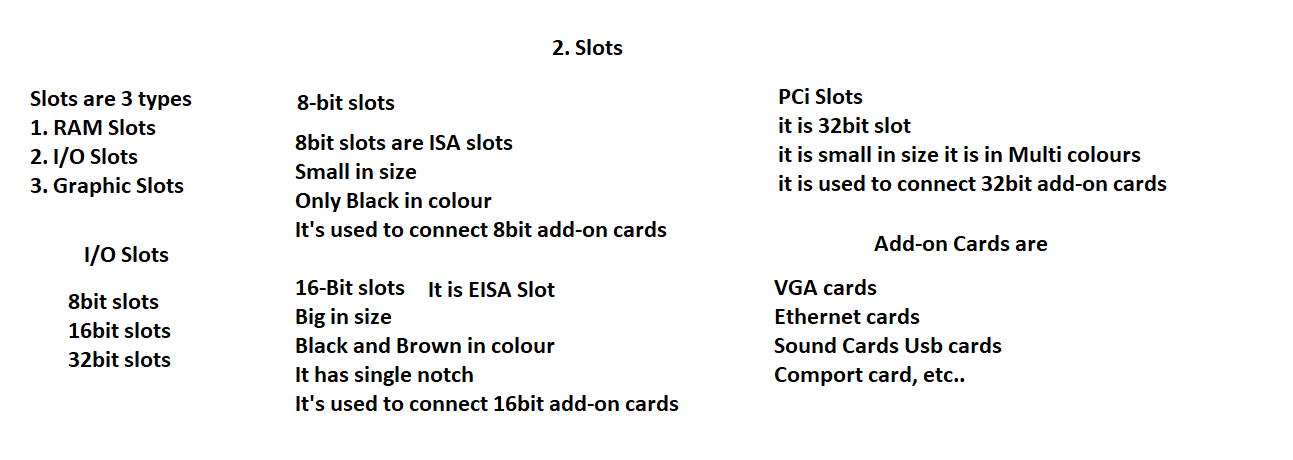 2. Slots
Slots are 3 types
1. RAM Slots
2. I/O Slots
3. Graphic Slots
I/O Slots
8bit slots
16bit slots
32bit slots
8-bit slots
8bit slots are ISA slots
Small in size
Only Black in colour
It's used to connect 8bit add-on cards
16-Bit slots It is EISA Slot
Big in size
Black and Brown in colour
It has single notch
It's used to connect 16bit add-on cards
PCi Slots
it is 32bit slot
it is small in size it is in Multi colours
it is used to connect 32bit add-on cards
Add-on Cards are
VGA cards
Ethernet cards
Sound Cards Usb cards
Comport card, etc..